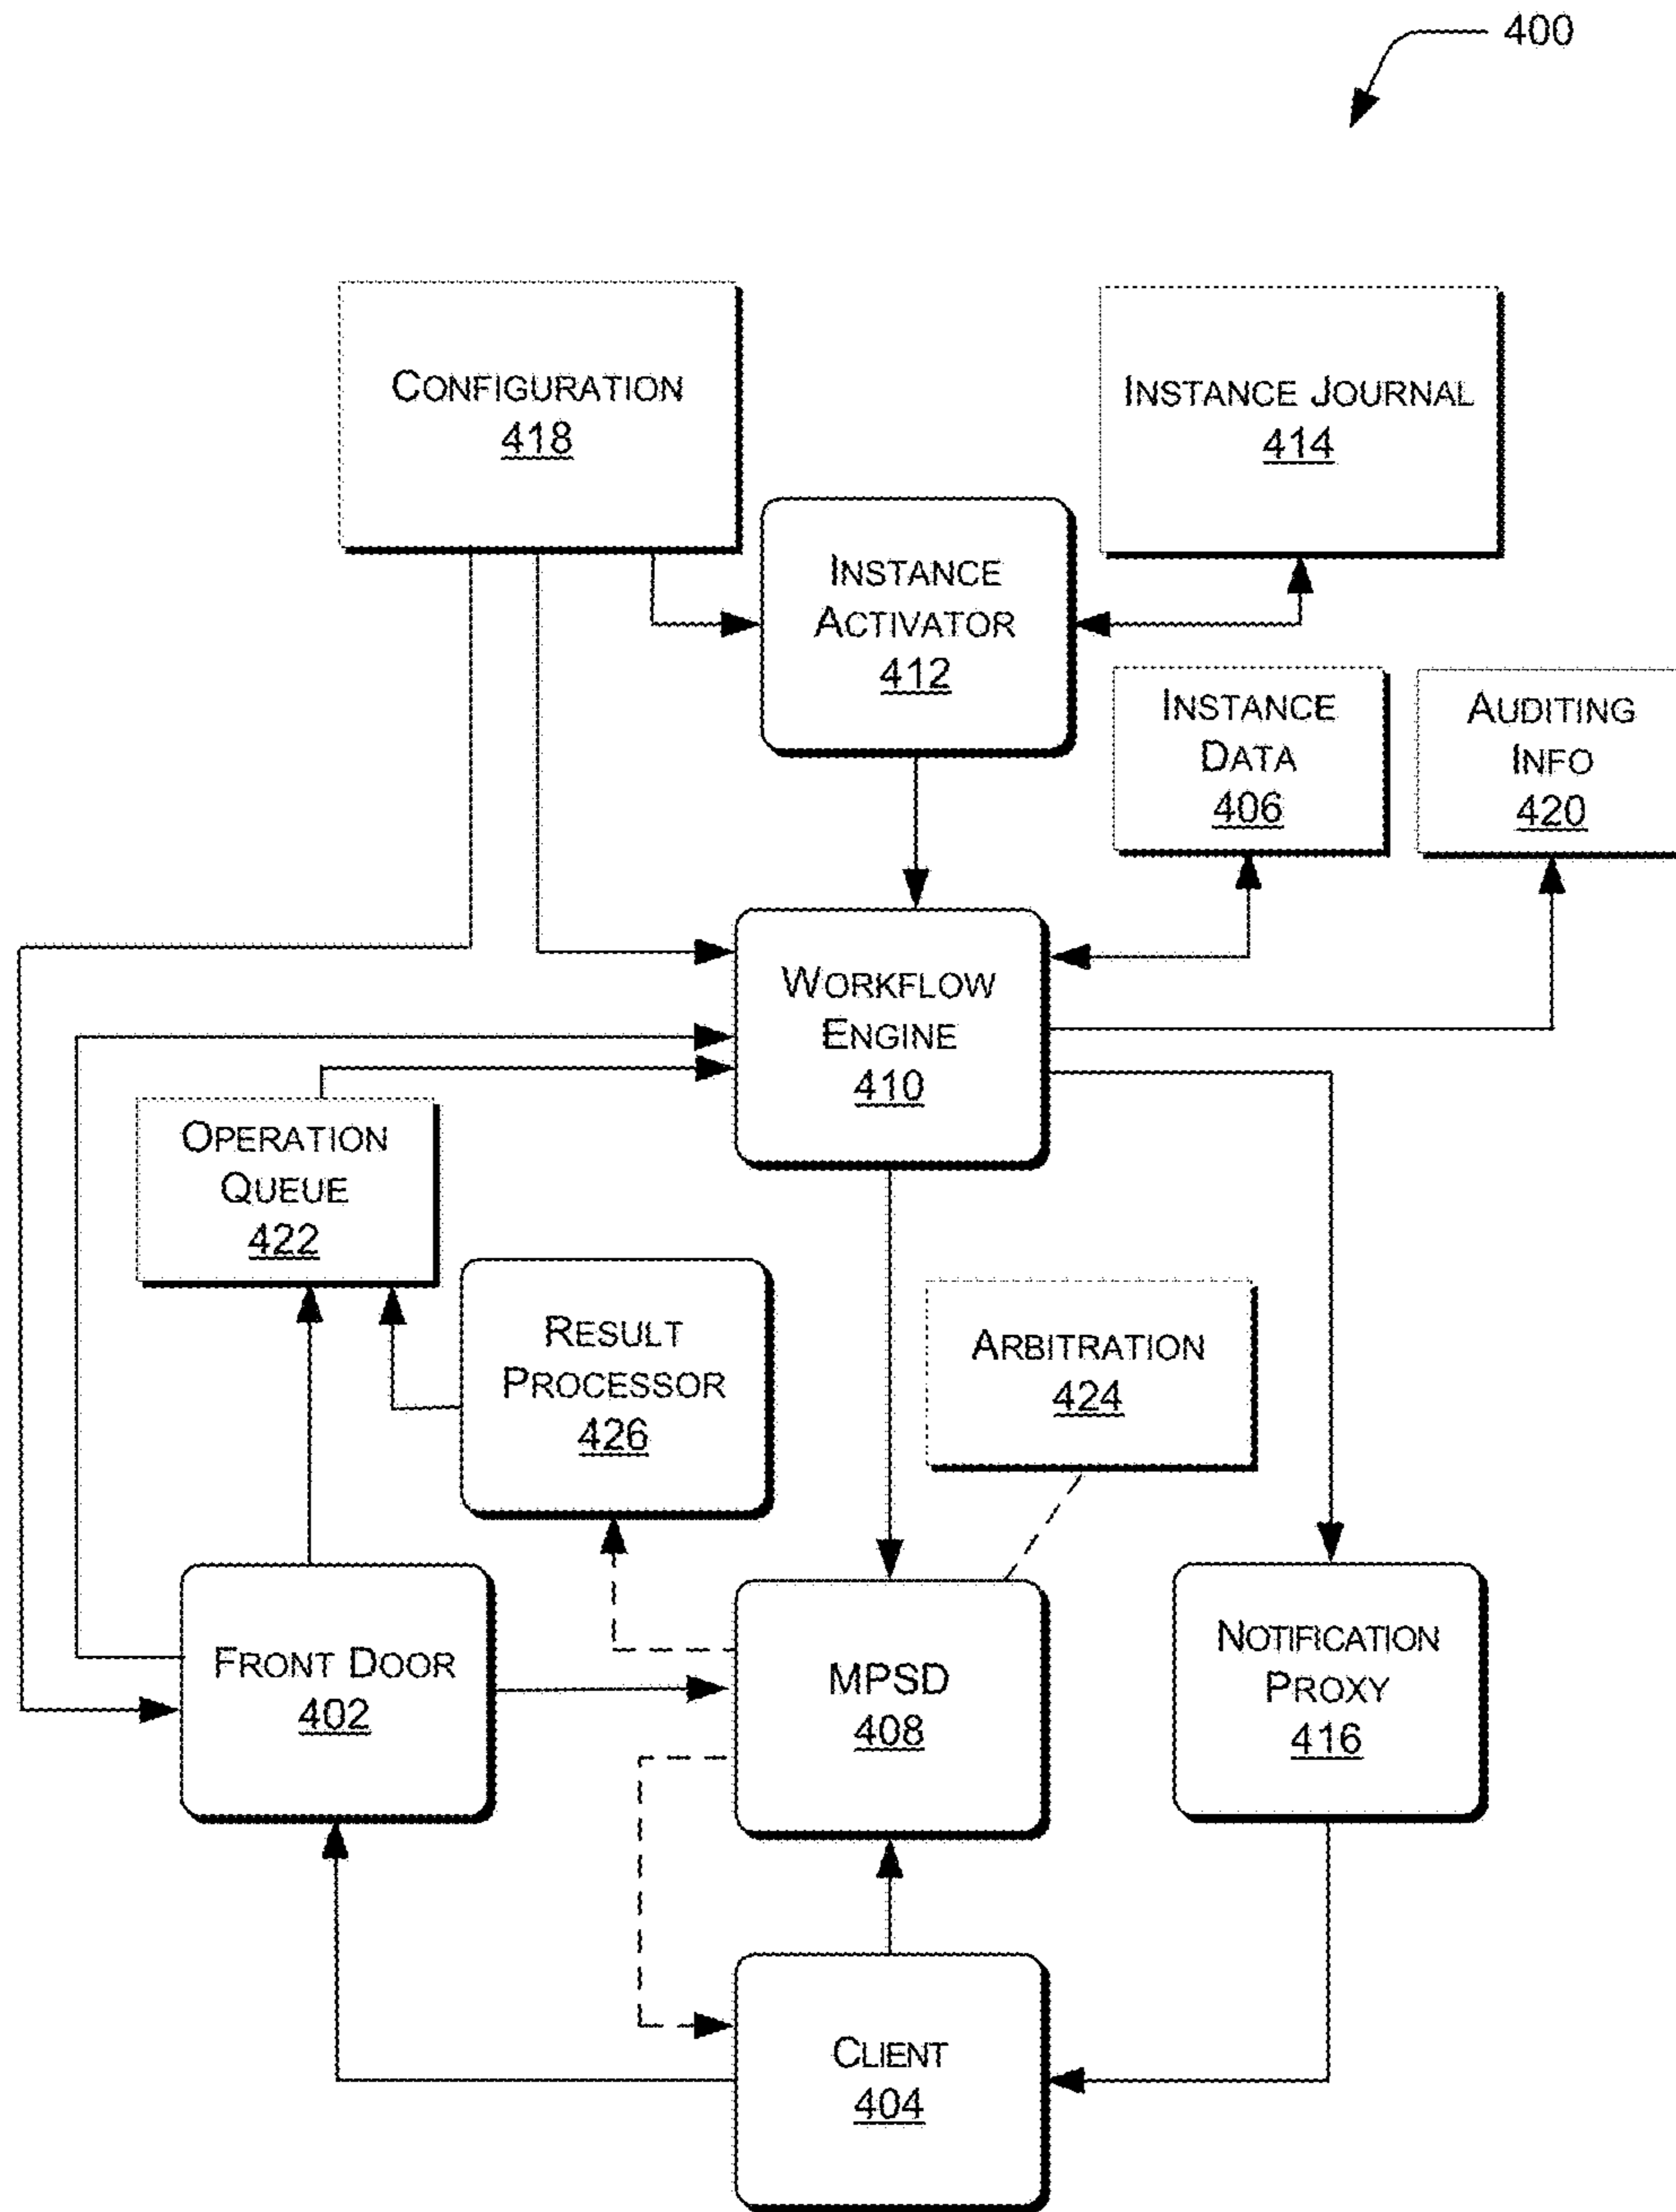 400
CONFIGURATION
418
INSTANCE JOURNAL
414
INSTANCE
ACTIVATOR
412
INSTANCE
DATA
406
AUDITING
INFO
420
WORKFLOW
ENGINE
410
OPERATION
QUEUE
422
RESULT
PROCESSOR
426
ARBITRATION
424
FRONT DOOR
402
MPSD
408
NOTIFICATION
PROXY
416
CLIENT
404